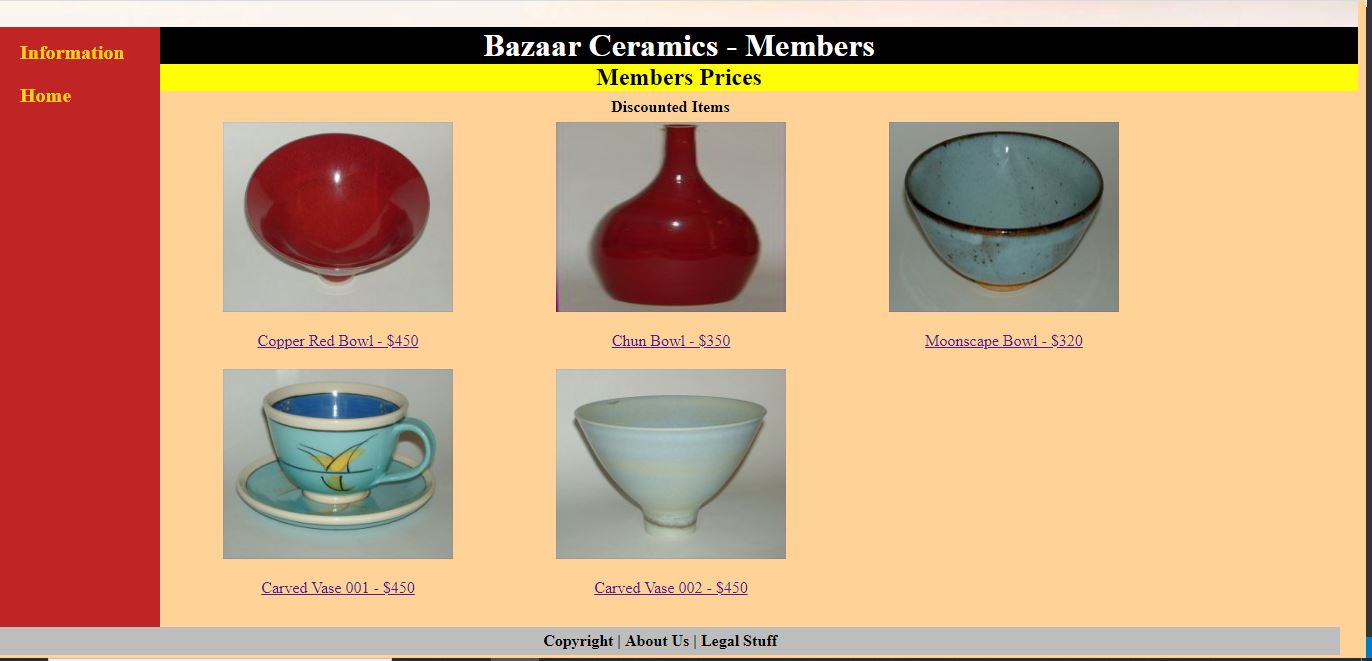 Information
Home
Bazaar Ceramics - Members
Members Prices
Discounted Items
Copper Red Bowl - $450
Chun Bowl - $350
Moonscape Bowl - $320
Carved Vase 001 - $450
Carved Vase 002 - $450
Copyright | About Us | Legal Stuff